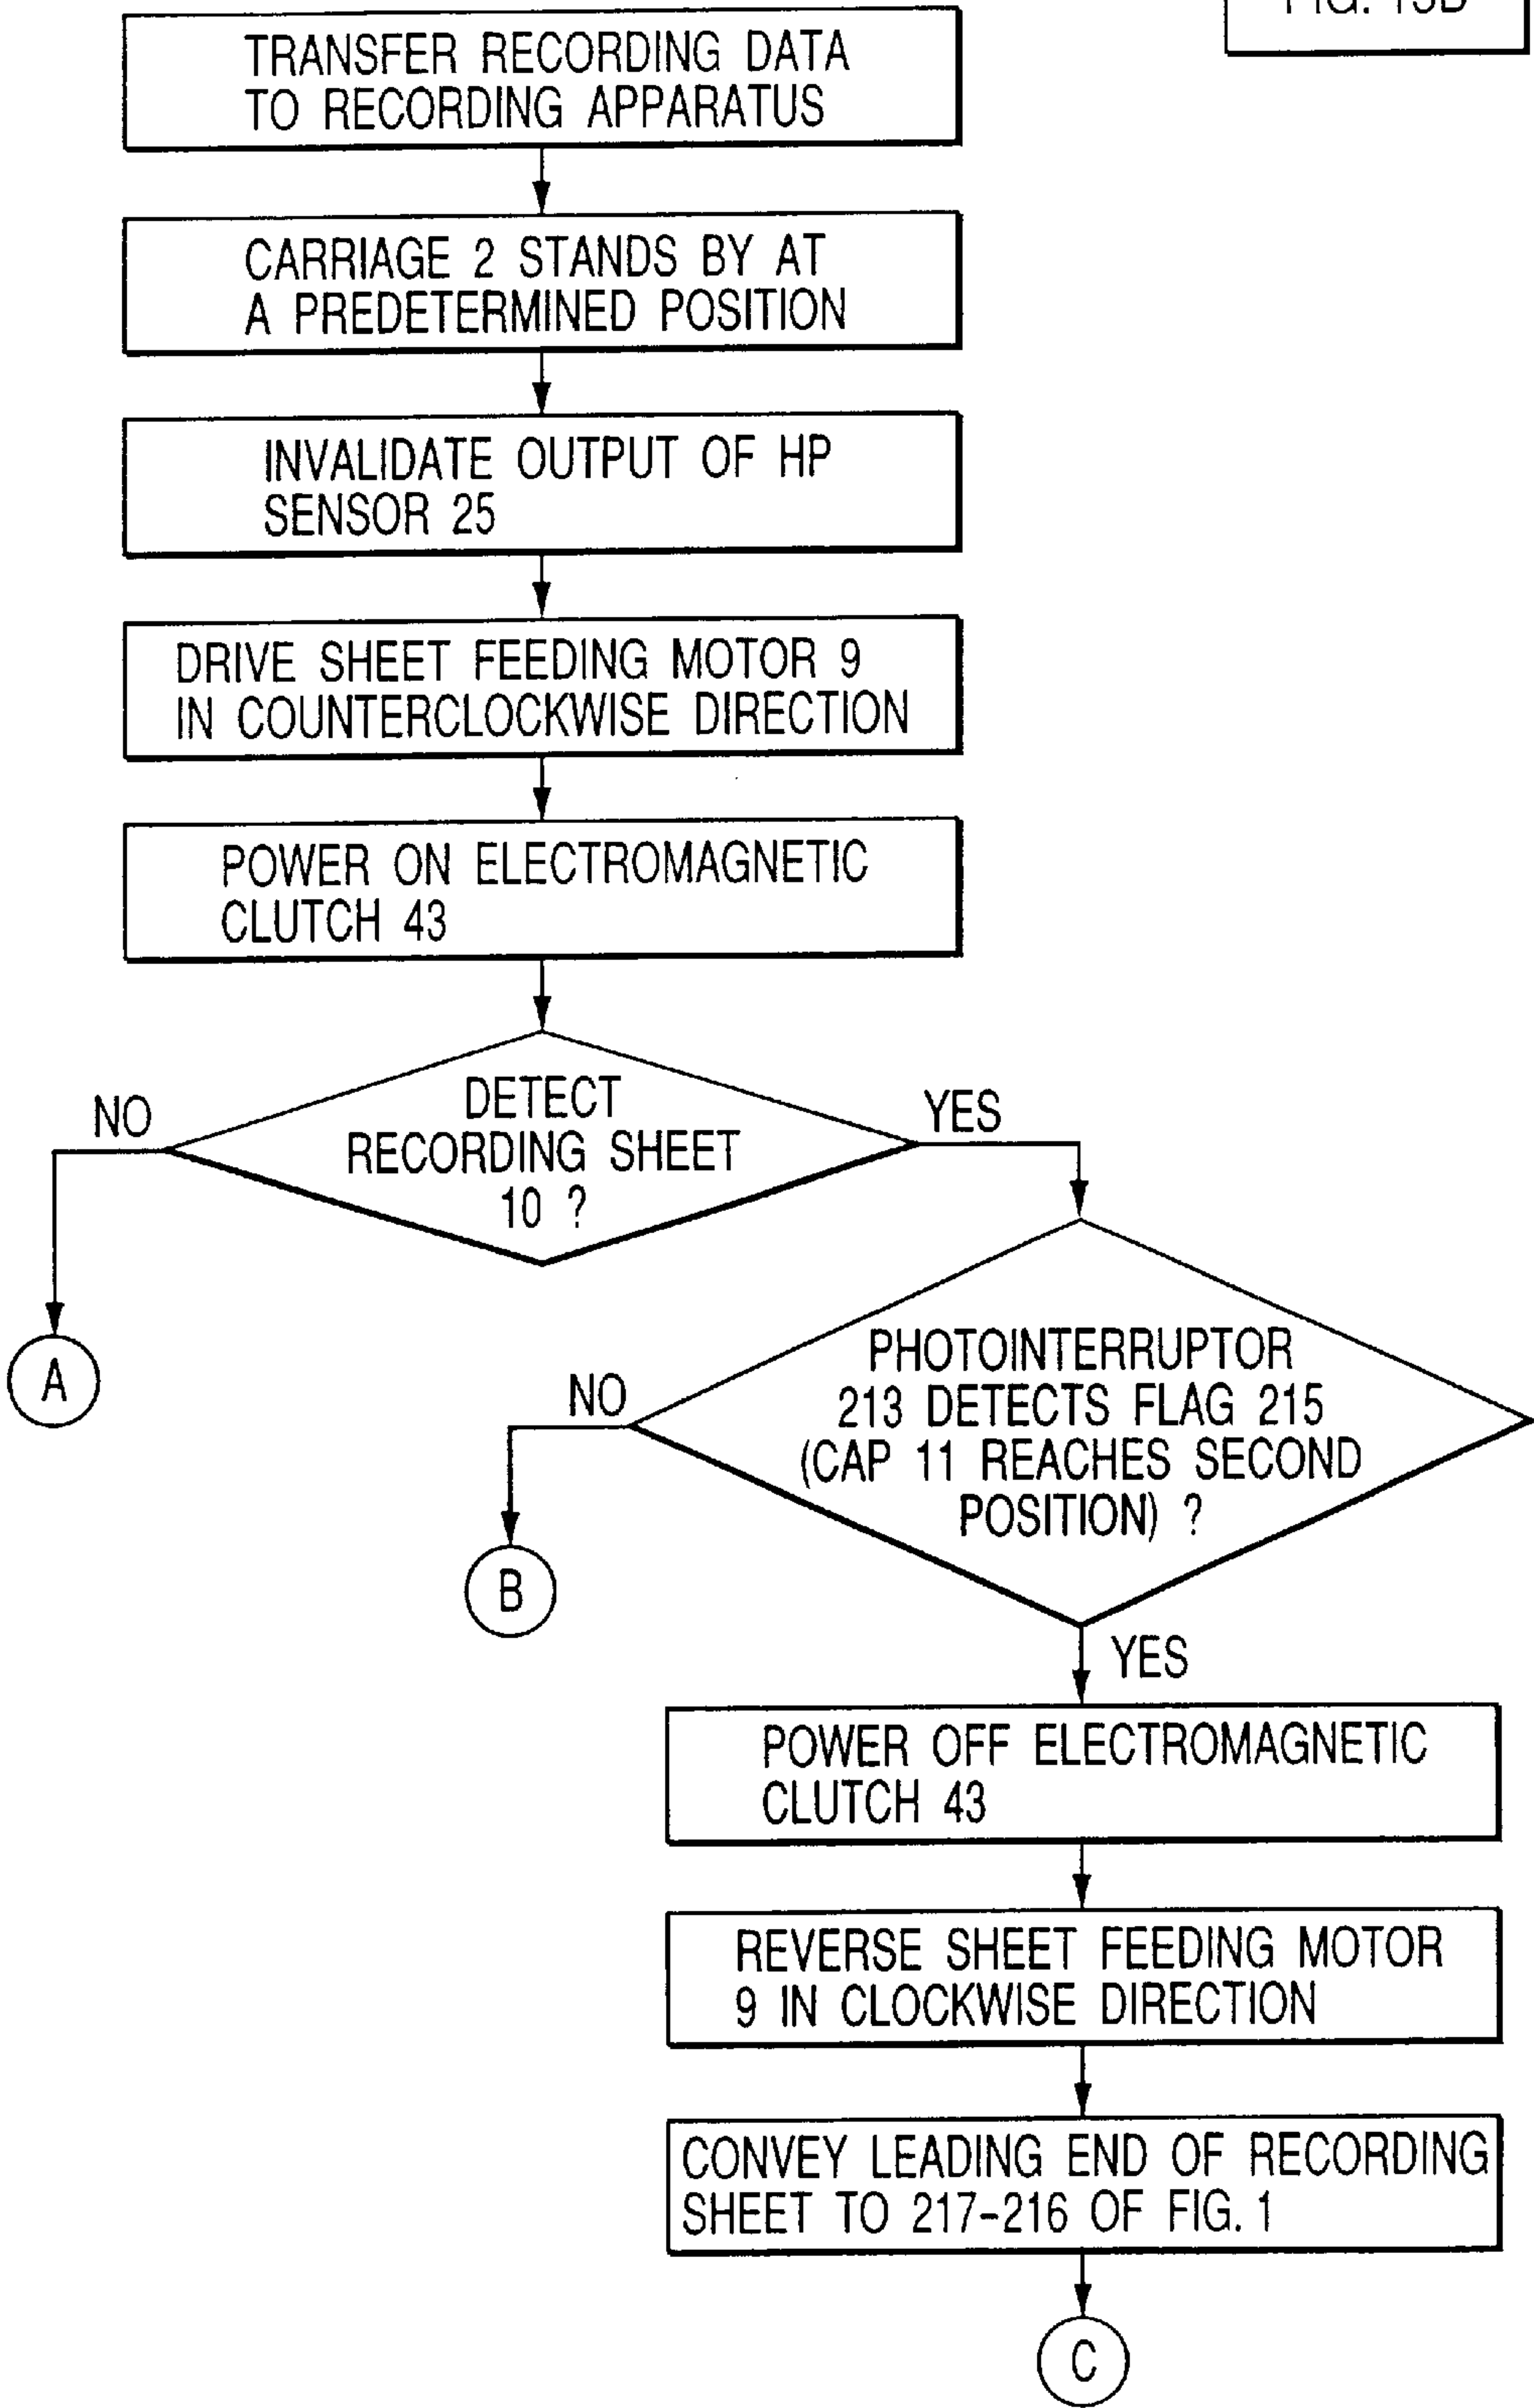 TRANSFER RECORDING DATA
TO RECORDING APPARATUS
CARRIAGE 2 STANDS BY AT
A PREDETERMINED POSITION
INVALIDATE OUTPUT OF HP
SENSOR 25
DRIVE SHEET FEEDING MOTOR 9
IN COUNTERCLOCKWISE DIRECTION
POWER ON ELECTROMAGNETIC
CLUTCH 43
DETECT
RECORDING SHEET
10 ?
NO
YES
A
PHOTOINTERRUPTOR
213 DETECTS FLAG 215
(CAP 11 REACHES SECOND
POSITION) ?
NO
B
YES
POWER OFF ELECTROMAGNETIC
CLUTCH 43
REVERSE SHEET FEEDING MOTOR
9 IN CLOCKWISE DIRECTION
CONVEY LEADING END OF RECORDING
SHEET TO 217-216 OF FIG. 1
C